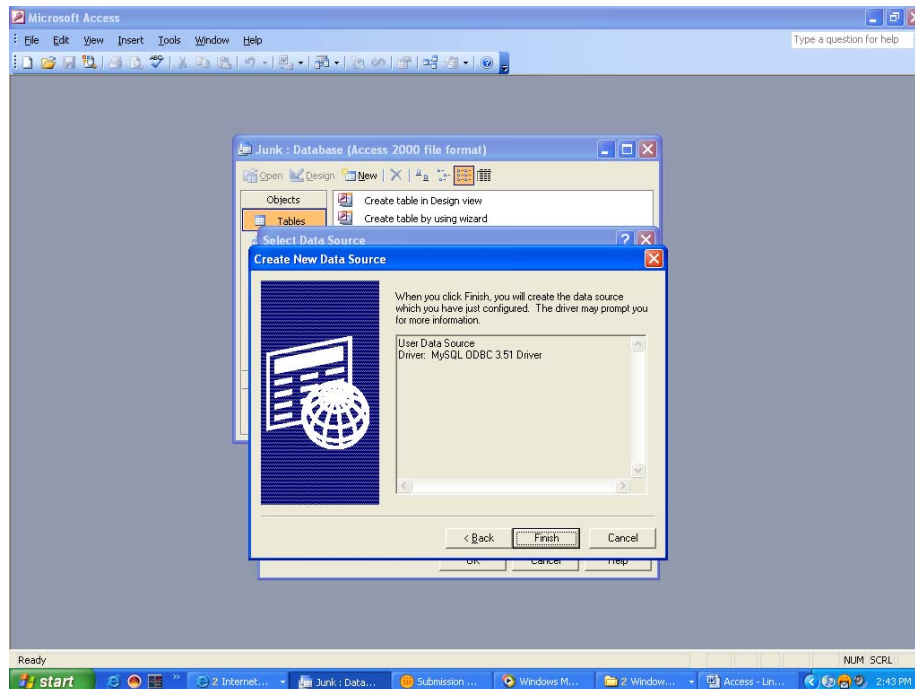 Microsoft Access
File Edit View Insert Tools Window Help
Type a question for help
Junk : Database (Access 2000 file format)
Open Design New
Objects
Create table in Design view
Tables
Create table by using wizard
Select Data Source
Create New Data Source
When you click Finish, you will create the data source
which you have just configured. The driver may prompt you
for more information.
User Data Source
Driver: MySQL ODBC 3.51 Driver
< Back Finish Cancel
OK Cancel Help
Ready
NUM SCRL
start
2 Internet...
Junk : Data...
Submission ...
Windows M...
2 Window...
Access - Lin...
2:43 PM